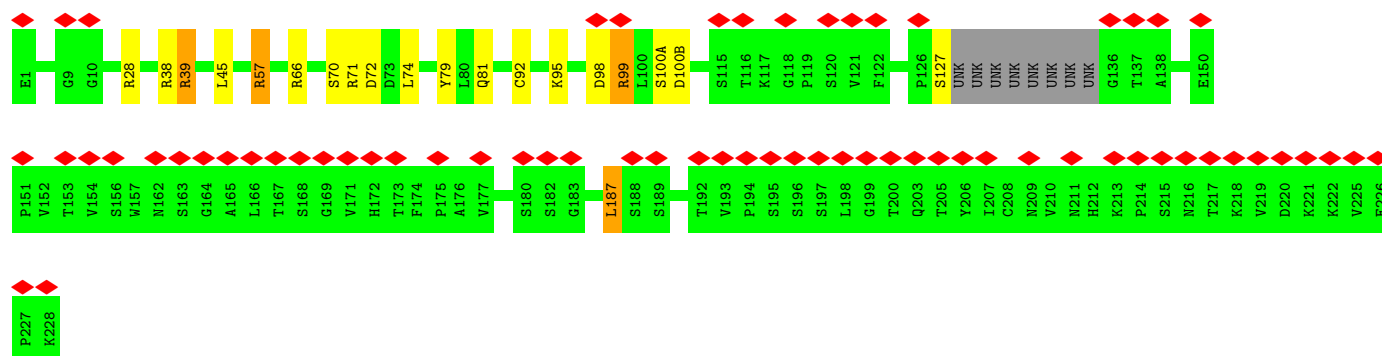 E1 G9 G10 R28 R38 R39 L45 R57 R66 S70 R71 D72 D73 L74 Y79 L80 Q81 C92 K95 D98 R99 L100 S100A D100B S115 T116 K117 G118 P119 S120 V121 F122 P126 S127 UNK UNK UNK UNK UNK UNK UNK G136 T137 A138 E150
P151 V152 T153 V154 S156 W157 N162 S163 G164 A165 L166 T167 S168 G169 V171 H172 T173 F174 P175 A176 V177 S180 S182 G183 L187 S188 S189 T192 V193 P194 S195 S196 S197 L198 G199 T200 Q203 T205 Y206 I207 C208 N209 V210 N211 H212 K213 P214 S215 N216 T217 K218 V219 D220 K221 K222 V225 E226
P227 K228